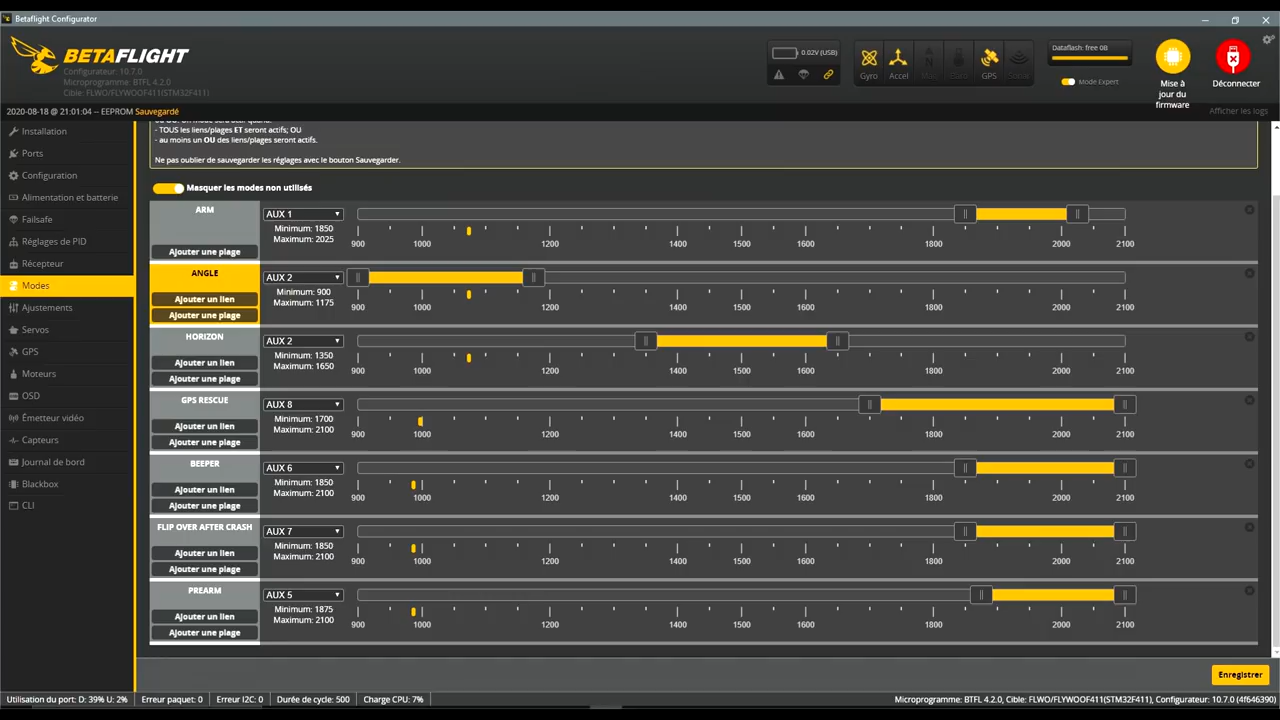 Betaflight Configurator
BETAFLIGHT
Configurateur: 10.7.0
Microprogramme: BTFL 4.2.0
Cible: FLWO/FLYWOOF411(STM32F411)
0.02V (USB)
Gyro
Accel
Mag
Baro
GPS
Sonar
Dataflash: free 0B
Mode Expert
Mise à
jour du
firmware
Déconnecter
2020-08-18 @ 21:01:04 -- EEPROM Sauvegardé
Afficher les logs
Installation
Ports
Configuration
Alimentation et batterie
Failsafe
Réglages de PID
Récepteur
Modes
Ajustements
Servos
GPS
Moteurs
OSD
Émetteur vidéo
Capteurs
Journal de bord
Blackbox
CLI
- TOUS les liens/plages ET seront actifs; OU
- au moins un OU des liens/plages seront actifs.
Ne pas oublier de sauvegarder les réglages avec le bouton Sauvegarder.
Masquer les modes non utilisés
ARM
Ajouter une plage
AUX 1
Minimum: 1850
Maximum: 2025
900 1000 1200 1400 1500 1600 1800 2000 2100
ANGLE
Ajouter un lien
Ajouter une plage
AUX 2
Minimum: 900
Maximum: 1175
900 1000 1200 1400 1500 1600 1800 2000 2100
HORIZON
Ajouter un lien
Ajouter une plage
AUX 2
Minimum: 1350
Maximum: 1650
900 1000 1200 1400 1500 1600 1800 2000 2100
GPS RESCUE
Ajouter un lien
Ajouter une plage
AUX 8
Minimum: 1700
Maximum: 2100
900 1000 1200 1400 1500 1600 1800 2000 2100
BEEPER
Ajouter un lien
Ajouter une plage
AUX 6
Minimum: 1850
Maximum: 2100
900 1000 1200 1400 1500 1600 1800 2000 2100
FLIP OVER AFTER CRASH
Ajouter un lien
Ajouter une plage
AUX 7
Minimum: 1850
Maximum: 2100
900 1000 1200 1400 1500 1600 1800 2000 2100
PREARM
Ajouter un lien
Ajouter une plage
AUX 5
Minimum: 1875
Maximum: 2100
900 1000 1200 1400 1500 1600 1800 2000 2100
Enregistrer
Utilisation du port: D: 39% U: 2% Erreur paquet: 0 Erreur I2C: 0 Durée de cycle: 500 Charge CPU: 7% Microprogramme: BTFL 4.2.0, Cible: FLWO/FLYWOOF411(STM32F411), Configurateur: 10.7.0 (4f646390)